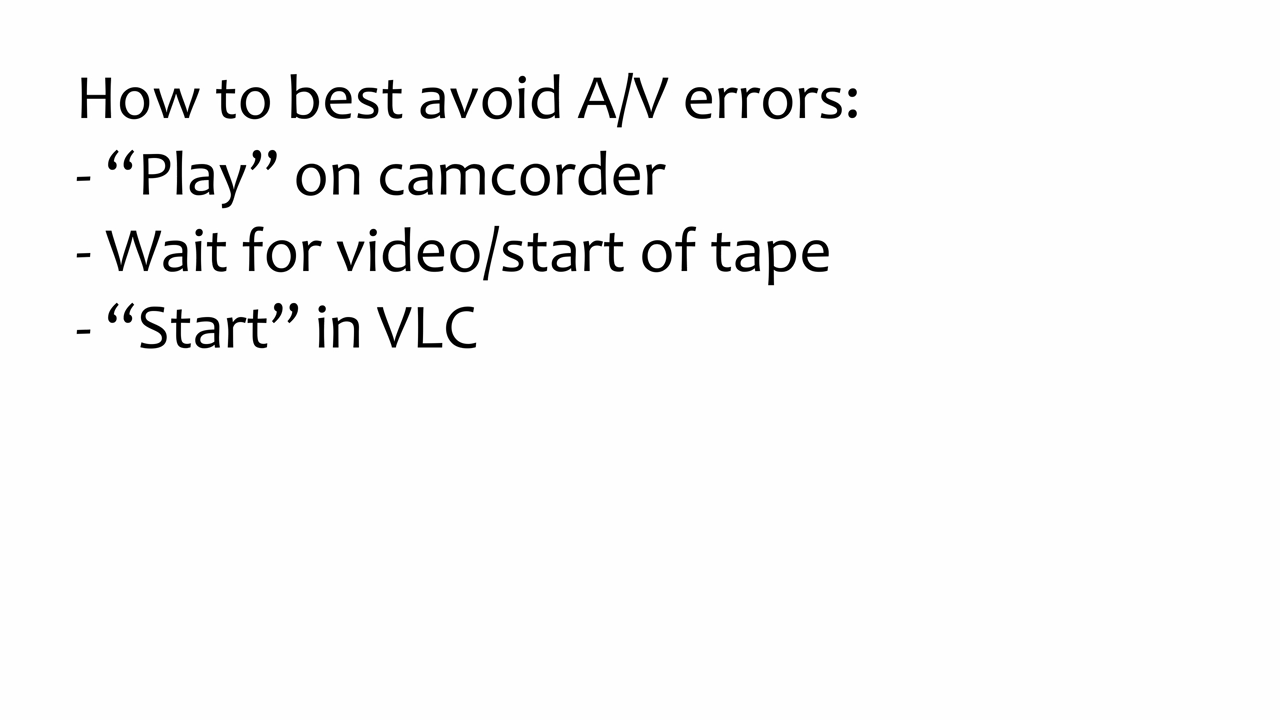 How to best avoid A/V errors:
- “Play” on camcorder
- Wait for video/start of tape
- “Start” in VLC